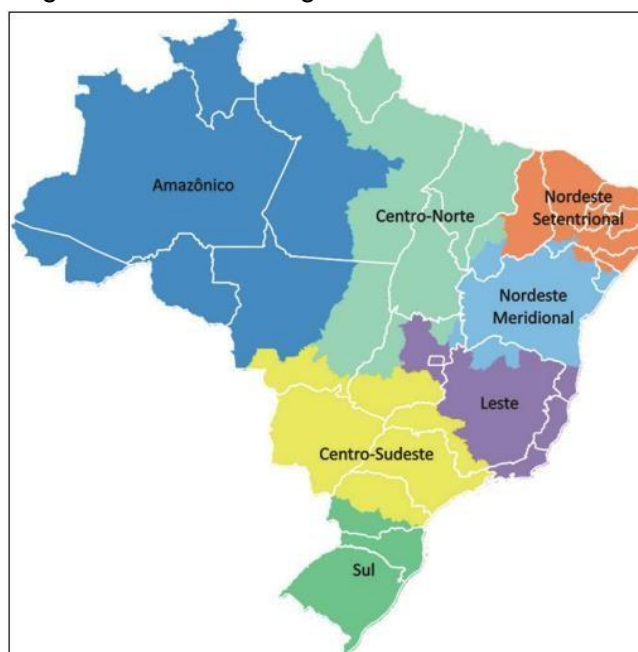 Amazônico
Centro-Norte
Nordeste
Setentrional
Nordeste
Meridional
Leste
Centro-Sudeste
Sul